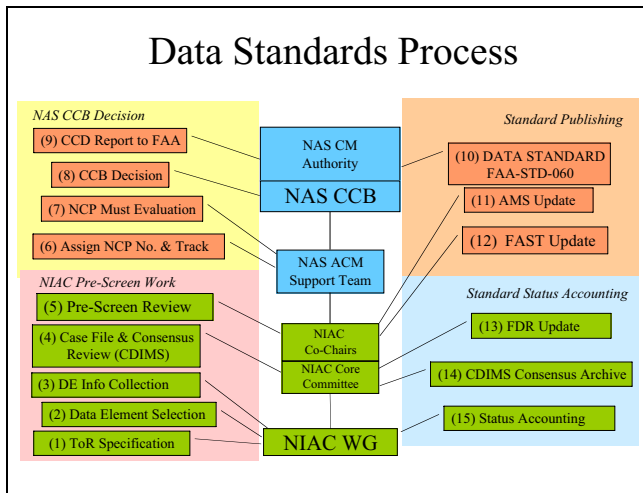 Data Standards Process
NAS CCB Decision
(9) CCD Report to FAA
(8) CCB Decision
(7) NCP Must Evaluation
(6) Assign NCP No. & Track
NIAC Pre-Screen Work
(5) Pre-Screen Review
(4) Case File & Consensus
Review (CDIMS)
(3) DE Info Collection
(2) Data Element Selection
(1) ToR Specification
NAS CM
Authority
NAS CCB
NAS ACM
Support Team
NIAC
Co-Chairs
NIAC Core
Committee
NIAC WG
Standard Publishing
(10) DATA STANDARD
FAA-STD-060
(11) AMS Update
(12) FAST Update
Standard Status Accounting
(13) FDR Update
(14) CDIMS Consensus Archive
(15) Status Accounting